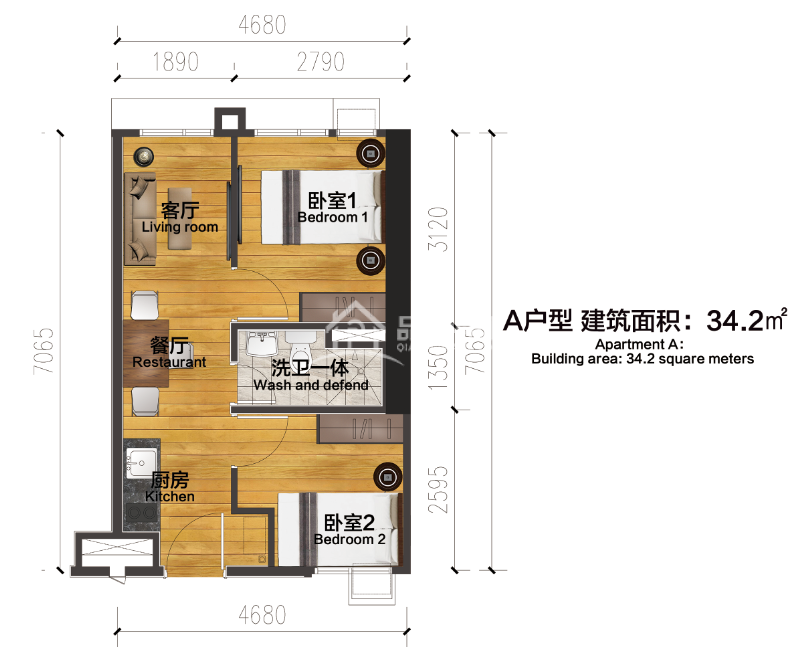 4680
1890
2790
客厅
Living room
卧室1
Bedroom 1
3120
7065
餐厅
Restaurant
洗卫一体
Wash and defend
1350
7065
A户型 建筑面积：34.2㎡
Apartment A：
Building area: 34.2 square meters
厨房
Kitchen
卧室2
Bedroom 2
2595
4680